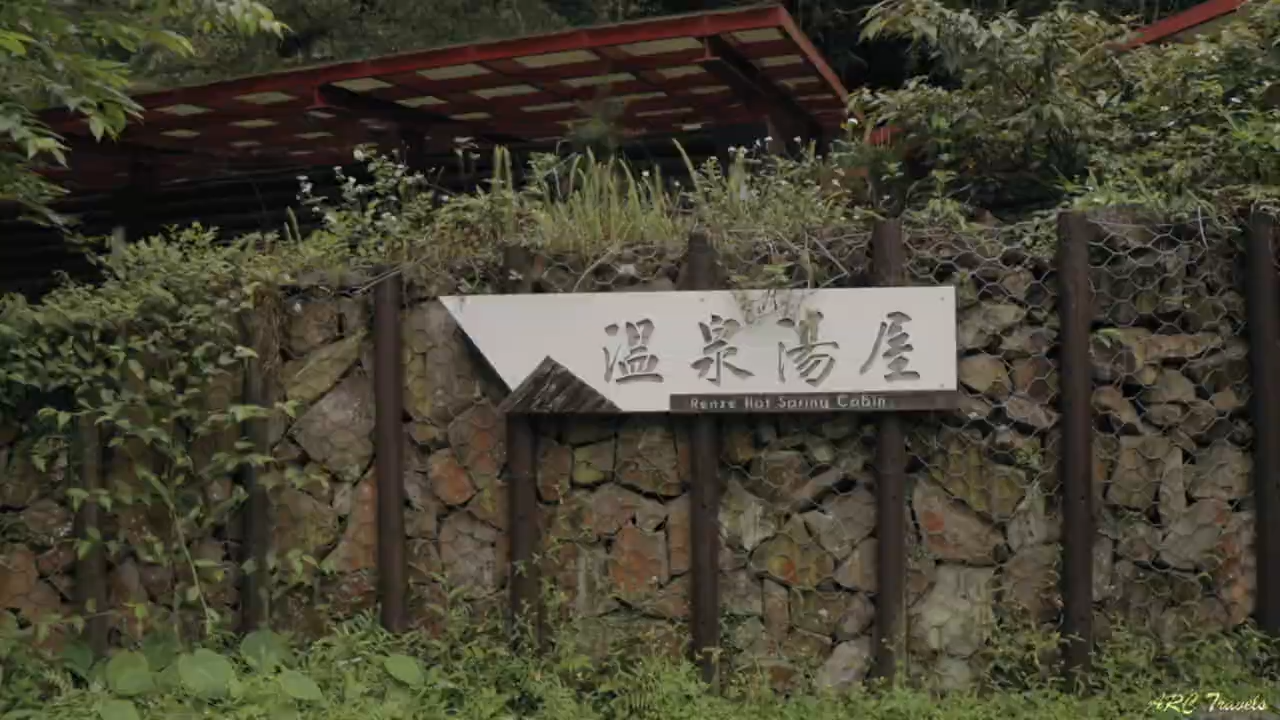 温泉湯屋
Renze Hot Spring Cabin
ARC Travels